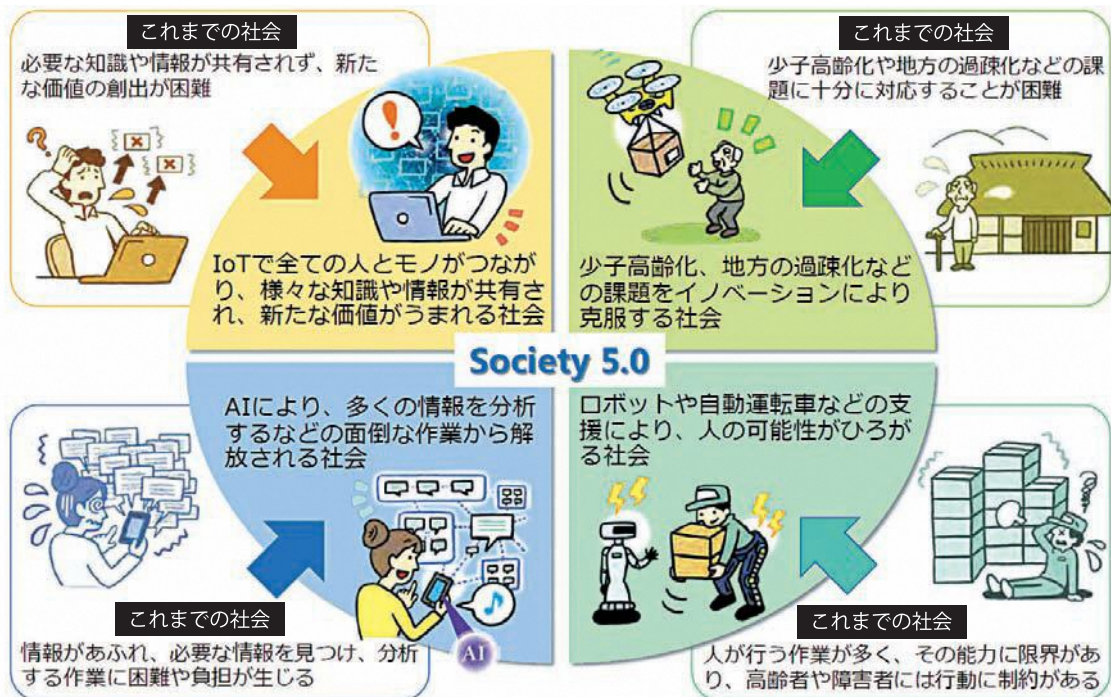 これまでの社会
必要な知識や情報が共有されず、新た
な価値の創出が困難
IoTで全ての人とモノがつなが
り、様々な知識や情報が共有さ
れ、新たな価値がうまれる社会
これまでの社会
少子高齢化や地方の過疎化などの課
題に十分に対応することが困難
少子高齢化、地方の過疎化など
の課題をイノベーションにより
克服する社会
Society 5.0
AIにより、多くの情報を分析
するなどの面倒な作業から解
放される社会
AI
これまでの社会
情報があふれ、必要な情報を見つけ、分析
する作業に困難や負担が生じる
ロボットや自動運転車などの支
援により、人の可能性がひろが
る社会
これまでの社会
人が行う作業が多く、その能力に限界があ
り、高齢者や障害者には行動に制約がある